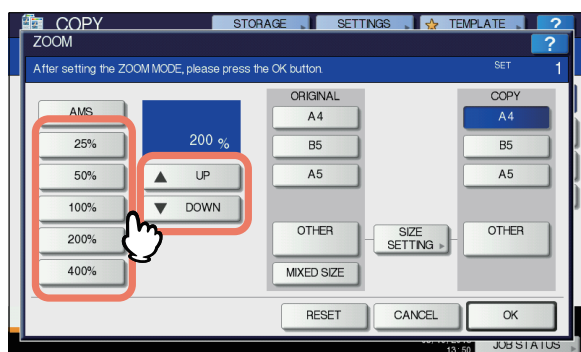 COPY
STORAGE
SETTINGS
TEMPLATE
?
ZOOM
?
After setting the ZOOM MODE, please press the OK button.
SET 1
ORIGINAL
COPY
AMS
25%
50%
100%
200%
400%
200 %
▲ UP
▼ DOWN
A4
B5
A5
OTHER
MIXED SIZE
SIZE
SETTING
A4
B5
A5
OTHER
RESET
CANCEL
OK
13:50
JOB STATUS